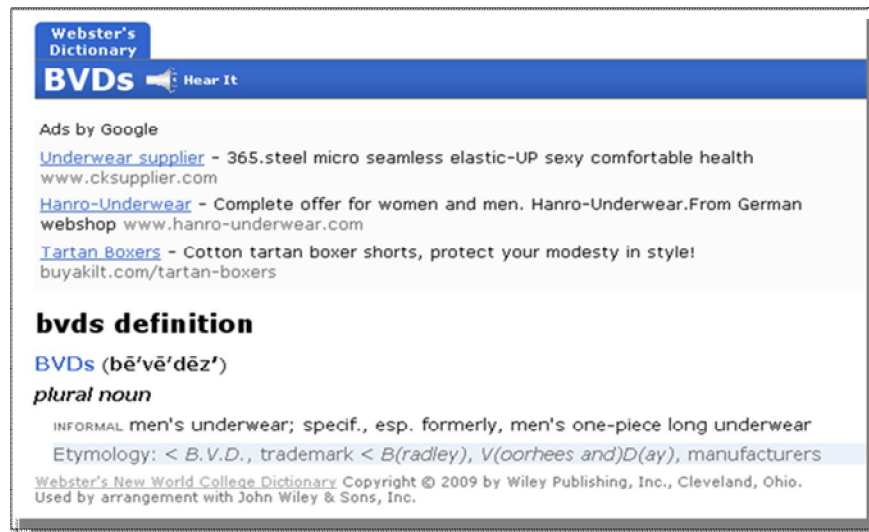 Webster's
Dictionary
BVDs Hear It
Ads by Google
Underwear supplier - 365.steel micro seamless elastic-UP sexy comfortable health
www.cksupplier.com
Hanro-Underwear - Complete offer for women and men. Hanro-Underwear.From German
webshop www.hanro-underwear.com
Tartan Boxers - Cotton tartan boxer shorts, protect your modesty in style!
buyakilt.com/tartan-boxers
bvds definition
BVDs (bē′vē′dēz′)
plural noun
INFORMAL men's underwear; specif., esp. formerly, men's one-piece long underwear
Etymology: < B.V.D., trademark < B(radley), V(oorhees and)D(ay), manufacturers
Webster's New World College Dictionary Copyright © 2009 by Wiley Publishing, Inc., Cleveland, Ohio.
Used by arrangement with John Wiley & Sons, Inc.